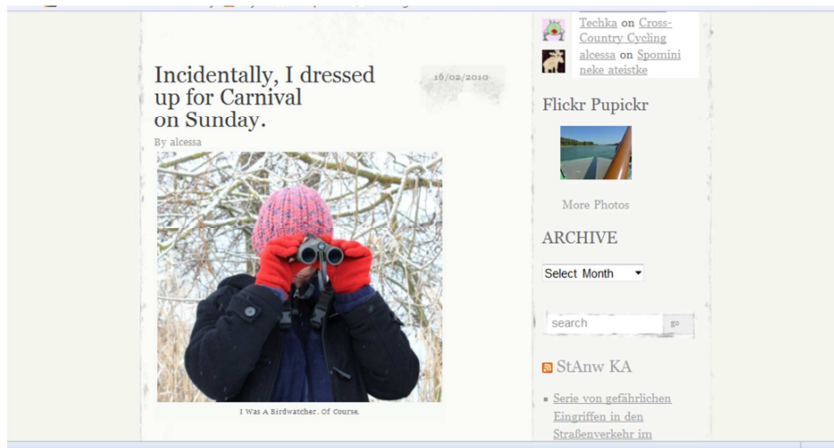 Incidentally, I dressed
up for Carnival
on Sunday.
16/02/2010
By alcessa
I Was A Birdwatcher. Of Course.
Techka on Cross-
Country Cycling
alcessa on Spomini
neke ateistke
Flickr Pupickr
More Photos
ARCHIVE
Select Month
search
go
StAnw KA
Serie von gefährlichen
Eingriffen in den
Straßenverkehr im